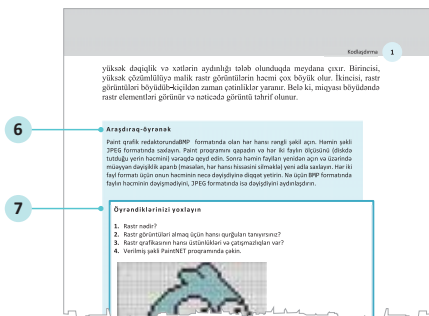 Kodlaşdırma 1
yüksək dəqiqlik və xətlərin aydınlığı tələb olunduqda meydana çıxır. Birincisi,
yüksək çözümlülüyə malik rastr görüntülərin həcmi çox böyük olur. İkincisi, rastr
görüntüləri böyüdüb-kiçildən zaman çətinliklər yaranır. Belə ki, miqyası böyüdəndə
rastr elementləri görünür və nəticədə görüntü təhrif olunur.
6
Araşdıraq-öyrənək
Paint qrafik redaktorundaBMP formatında olan hər hansı rəngli şəkil açın. Həmin şəkli
JPEG formatında saxlayın. Paint proqramını qapadın və hər iki faylın ölçüsünü (diskdə
tutduğu yerin həcmini) vərəqdə qeyd edin. Sonra həmin faylları yenidən açın və üzərində
müəyyən dəyişiklik aparıb (məsələn, hər hansı hissəsini silməklə) yeni adla saxlayın. Hər iki
fayl formatı üçün onun həcminin necə dəyişdiyinə diqqət yetirin. Nə üçün BMP formatında
faylın həcminin dəyişmədiyini, JPEG formatında isə dəyişdiyini aydınlaşdırın.
7
Öyrəndiklərinizi yoxlayın
1. Rastr nədir?
2. Rastr görüntüləri almaq üçün hansı qurğuları tanıyırsınız?
3. Rastr qrafikasının hansı üstünlükləri və çatışmazlıqları var?
4. Verilmiş şəkli PaintNET proqramında çəkin.